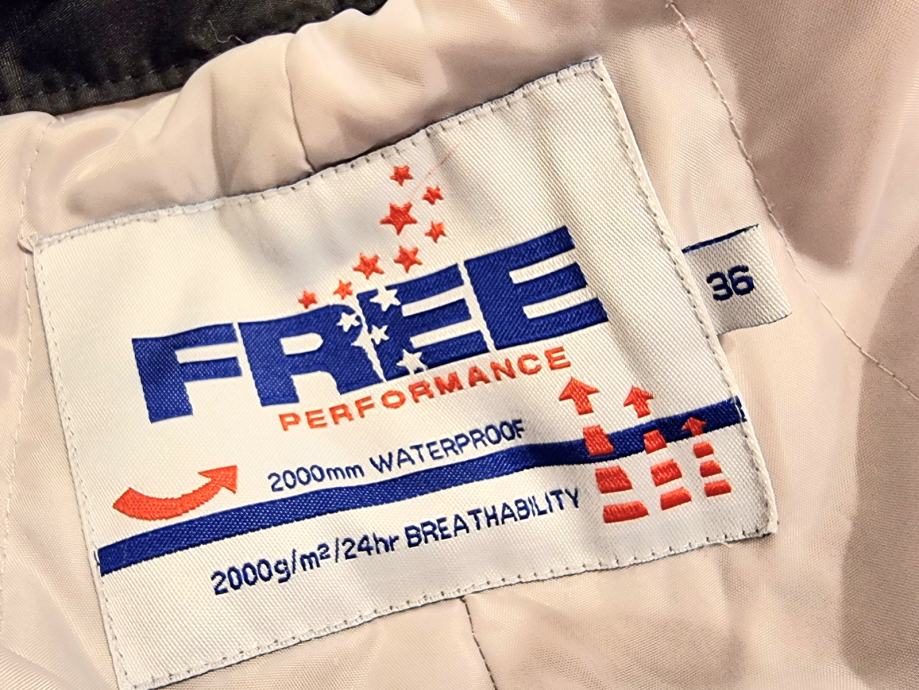 FREE
PERFORMANCE
36
2000mm WATERPROOF
2000g/m²/24hr BREATHABILITY